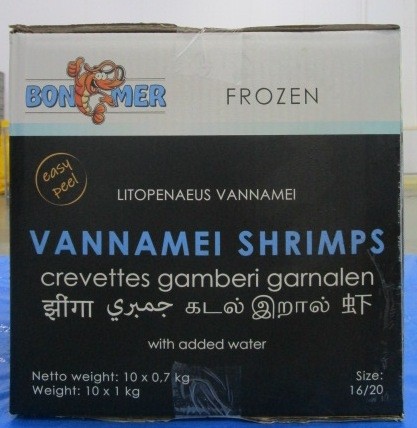 BON MER
FROZEN
easy
peel
LITOPENAEUS VANNAMEI
VANNAMEI SHRIMPS
crevettes gamberi garnalen
झींगा جمبري கடல் இறால் 虾
with added water
Netto weight: 10 x 0,7 kg
Weight: 10 x 1 kg
Size:
16/20